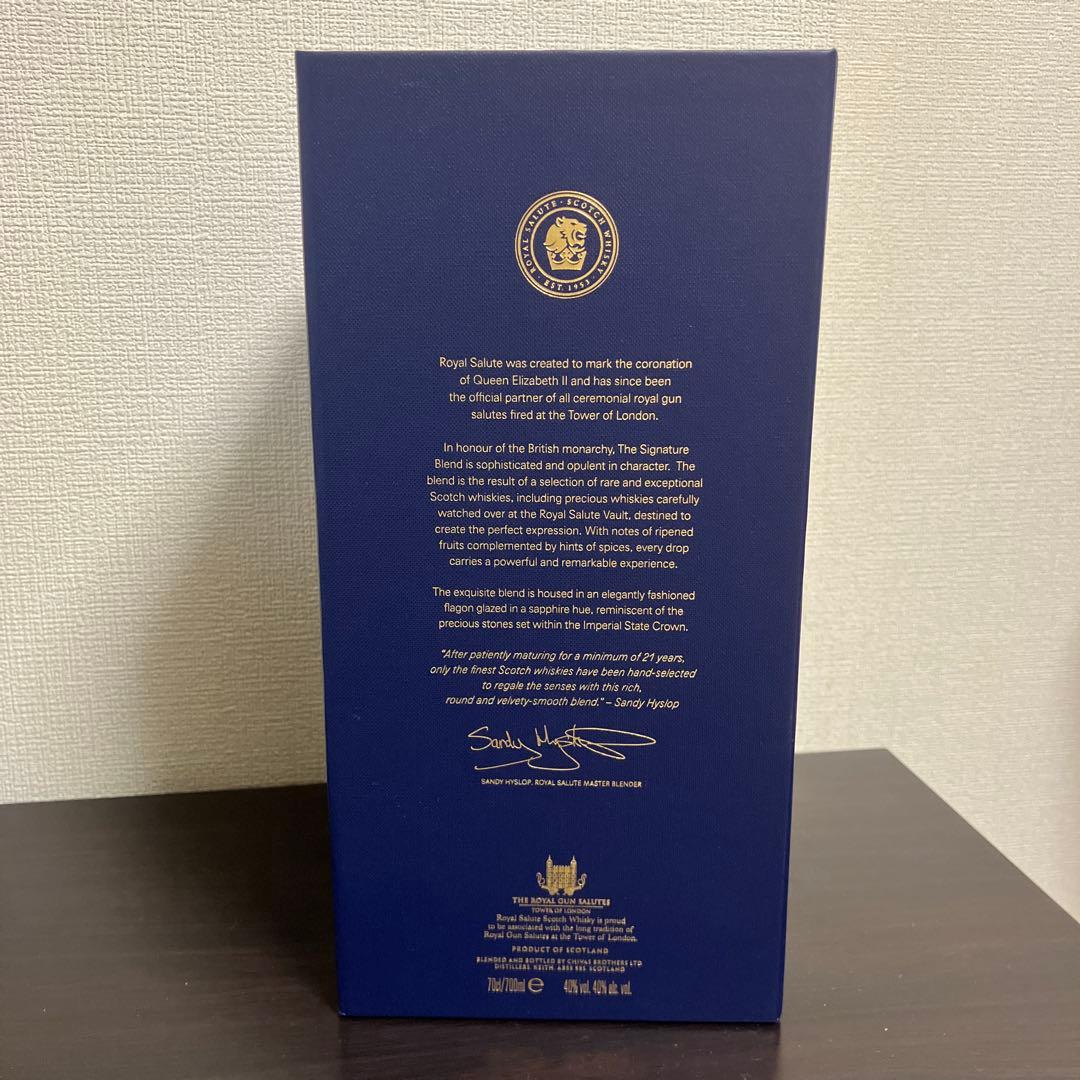 ROYAL SALUTE · SCOTCH WHISKY
· EST. 1953 ·
Royal Salute was created to mark the coronation
of Queen Elizabeth II and has since been
the official partner of all ceremonial royal gun
salutes fired at the Tower of London.
In honour of the British monarchy, The Signature
Blend is sophisticated and opulent in character. The
blend is the result of a selection of rare and exceptional
Scotch whiskies, including precious whiskies carefully
watched over at the Royal Salute Vault, destined to
create the perfect expression. With notes of ripened
fruits complemented by hints of spices, every drop
carries a powerful and remarkable experience.
The exquisite blend is housed in an elegantly fashioned
flagon glazed in a sapphire hue, reminiscent of the
precious stones set within the Imperial State Crown.
“After patiently maturing for a minimum of 21 years,
only the finest Scotch whiskies have been hand-selected
to regale the senses with this rich,
round and velvety-smooth blend.” – Sandy Hyslop
Sandy Hyslop
SANDY HYSLOP, ROYAL SALUTE MASTER BLENDER
THE ROYAL GUN SALUTES
TOWER OF LONDON
Royal Salute Scotch Whisky is proud
to be associated with the long tradition of
Royal Gun Salutes at the Tower of London.
PRODUCT OF SCOTLAND
BLENDED AND BOTTLED BY CHIVAS BROTHERS LTD
DISTILLERS, KEITH, AB55 5BS SCOTLAND
70cl/700ml ℮ 40% vol. 40% alc. vol.